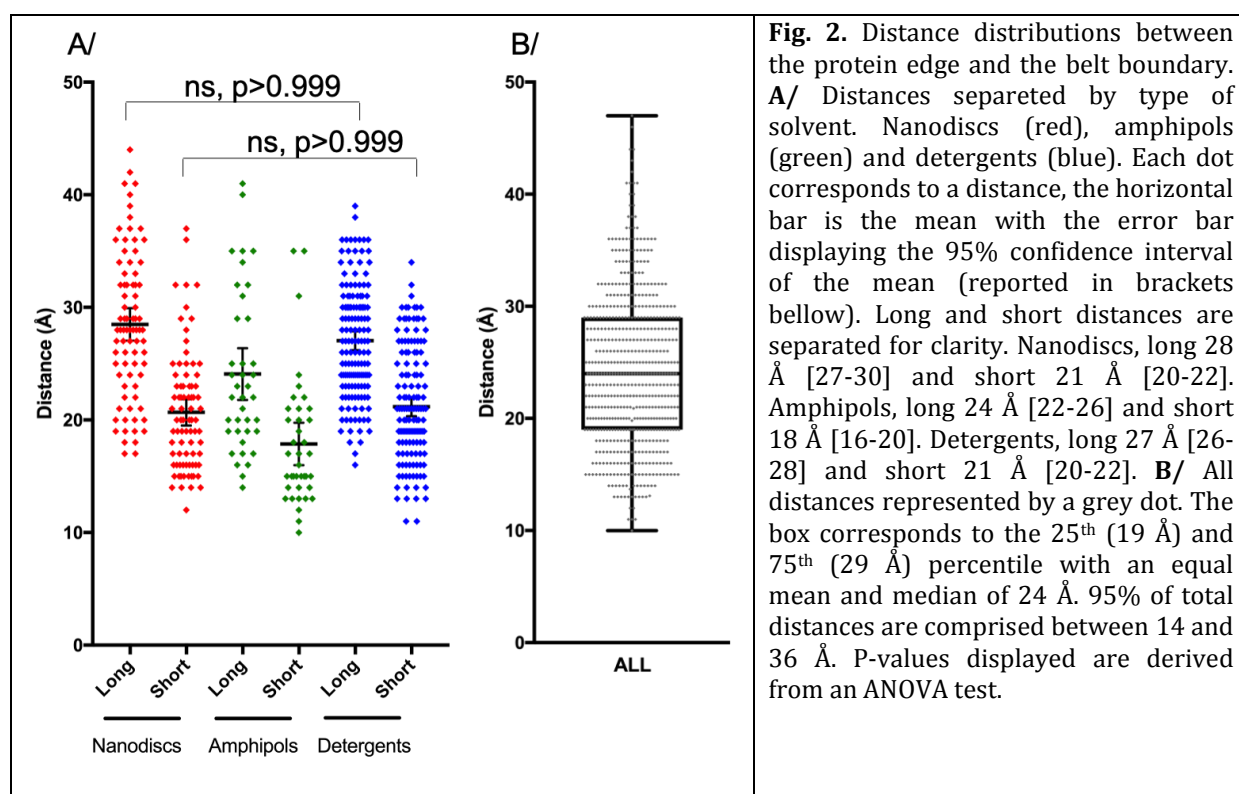 A/
ns, p>0.999
ns, p>0.999
Distance (Å)
50
40
30
20
10
0
Long
Short
Long
Short
Long
Short
Nanodiscs
Amphipols
Detergents
B/
Distance (Å)
50
40
30
20
10
0
ALL
Fig. 2. Distance distributions between
the protein edge and the belt boundary.
A/ Distances separeted by type of
solvent. Nanodiscs (red), amphipols
(green) and detergents (blue). Each dot
corresponds to a distance, the horizontal
bar is the mean with the error bar
displaying the 95% confidence interval
of the mean (reported in brackets
bellow). Long and short distances are
separated for clarity. Nanodiscs, long 28
Å [27-30] and short 21 Å [20-22].
Amphipols, long 24 Å [22-26] and short
18 Å [16-20]. Detergents, long 27 Å [26-
28] and short 21 Å [20-22]. B/ All
distances represented by a grey dot. The
box corresponds to the 25th (19 Å) and
75th (29 Å) percentile with an equal
mean and median of 24 Å. 95% of total
distances are comprised between 14 and
36 Å. P-values displayed are derived
from an ANOVA test.